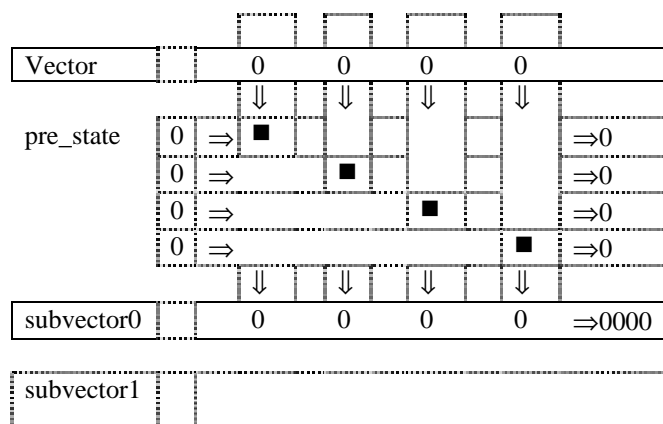 Vector 0 0 0 0
⇓ ⇓ ⇓ ⇓
pre_state 0 ⇒ ■ ⇒0
0 ⇒ ■ ⇒0
0 ⇒ ■ ⇒0
0 ⇒ ■ ⇒0
⇓ ⇓ ⇓ ⇓
subvector0 0 0 0 0 ⇒0000
subvector1